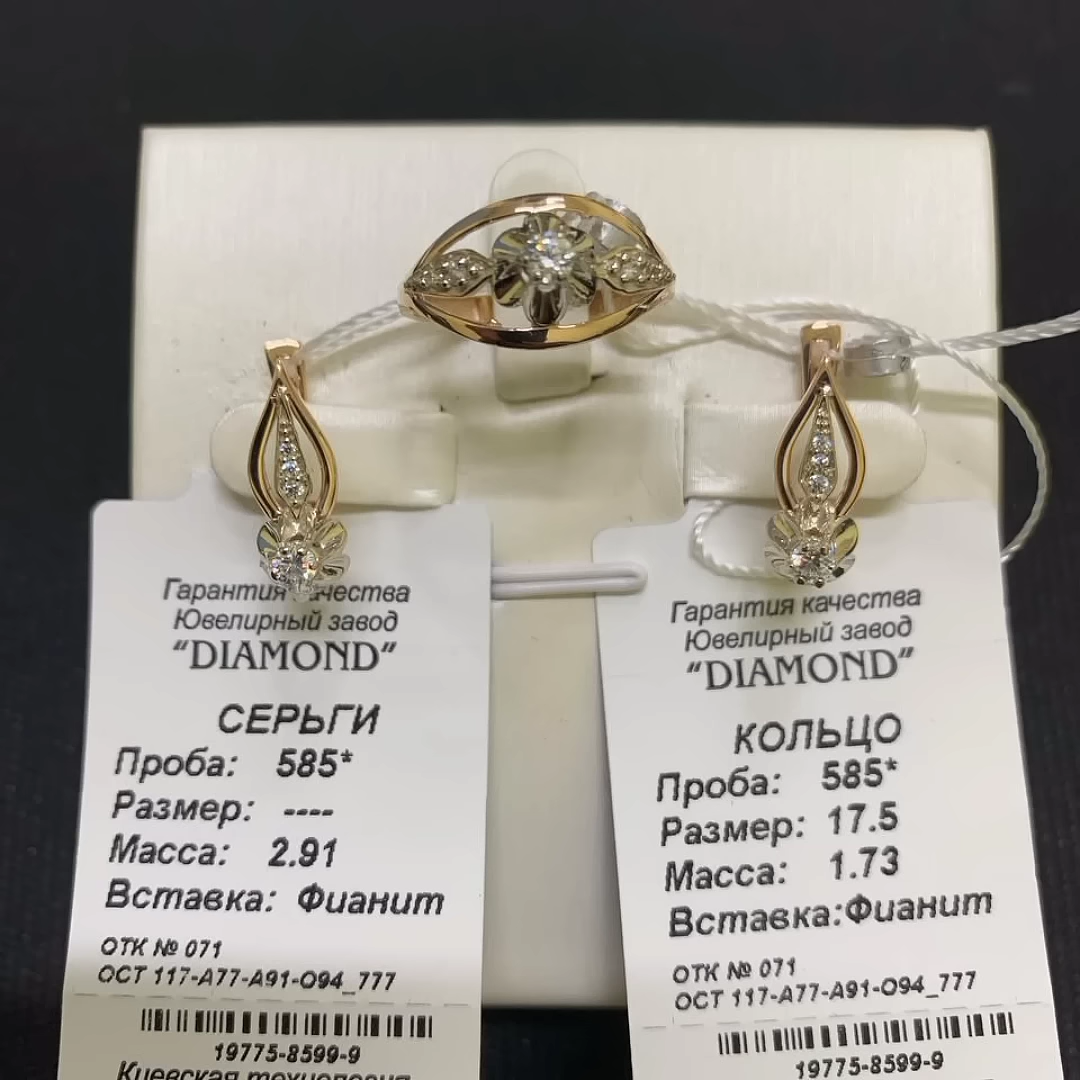 Гарантия качества
Ювелирный завод
"DIAMOND"
СЕРЬГИ
Проба: 585*
Размер: ----
Масса: 2.91
Вставка: Фианит
ОТК № 071
ОСТ 117-А77-А91-О94_777
19775-8599-9
Киевская технология
Гарантия качества
Ювелирный завод
"DIAMOND"
КОЛЬЦО
Проба: 585*
Размер: 17.5
Масса: 1.73
Вставка:Фианит
ОТК № 071
ОСТ 117-А77-А91-О94_777
19775-8599-9